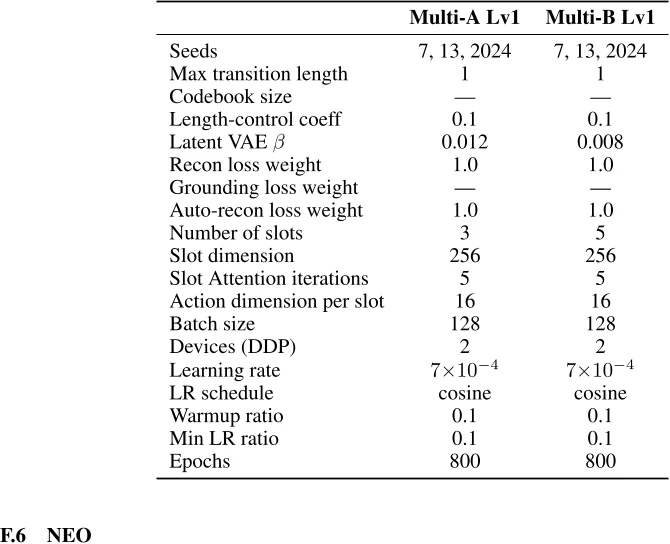 Multi-A Lv1 Multi-B Lv1
Seeds 7, 13, 2024 7, 13, 2024
Max transition length 1 1
Codebook size — —
Length-control coeff 0.1 0.1
Latent VAE β 0.012 0.008
Recon loss weight 1.0 1.0
Grounding loss weight — —
Auto-recon loss weight 1.0 1.0
Number of slots 3 5
Slot dimension 256 256
Slot Attention iterations 5 5
Action dimension per slot 16 16
Batch size 128 128
Devices (DDP) 2 2
Learning rate 7×10⁻⁴ 7×10⁻⁴
LR schedule cosine cosine
Warmup ratio 0.1 0.1
Min LR ratio 0.1 0.1
Epochs 800 800
F.6 NEO